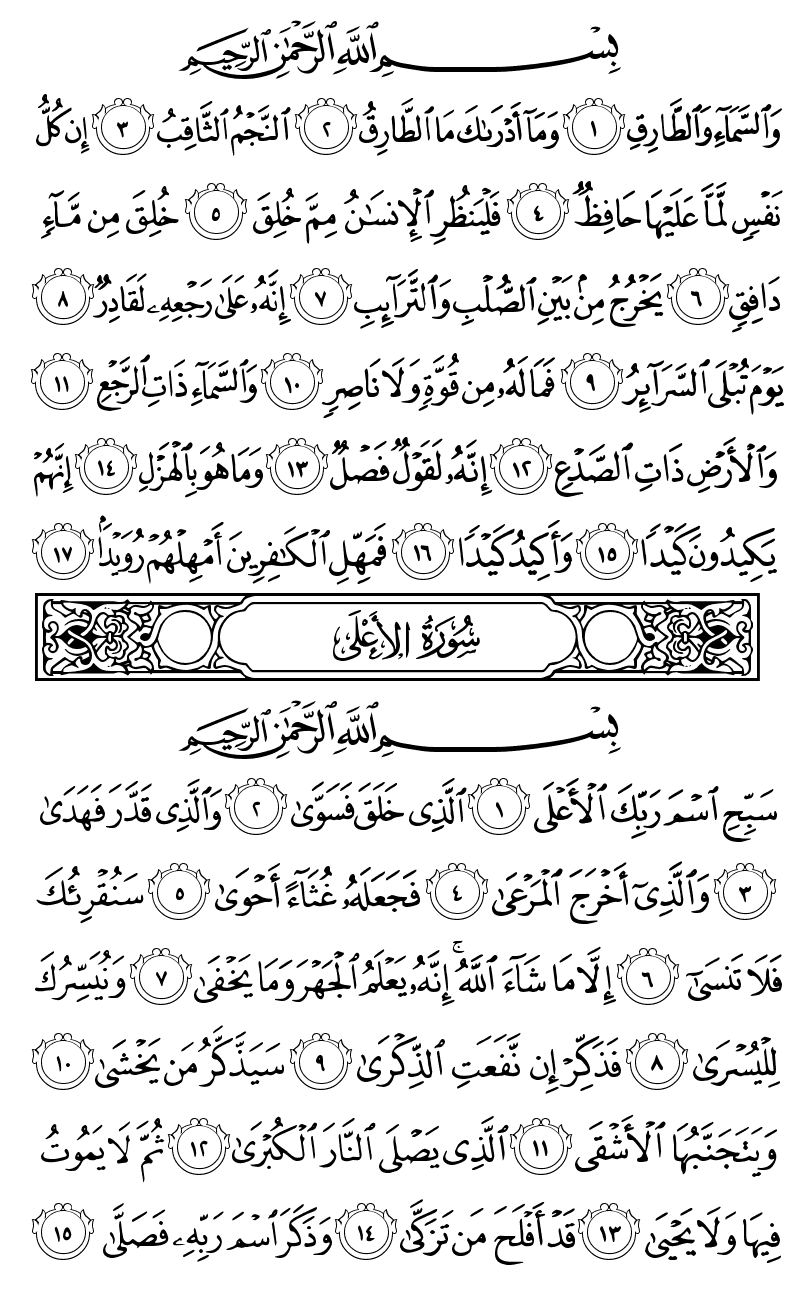 بِسْمِ ٱللَّهِ ٱلرَّحْمَٰنِ ٱلرَّحِيمِ
وَٱلسَّمَآءِ وَٱلطَّارِقِ ١ وَمَآ أَدْرَىٰكَ مَا ٱلطَّارِقُ ٢ ٱلنَّجْمُ ٱلثَّاقِبُ ٣ إِن كُلُّ
نَفْسٍ لَّمَّا عَلَيْهَا حَافِظٌ ٤ فَلْيَنظُرِ ٱلْإِنسَٰنُ مِمَّ خُلِقَ ٥ خُلِقَ مِن مَّآءٍ
دَافِقٍ ٦ يَخْرُجُ مِنۢ بَيْنِ ٱلصُّلْبِ وَٱلتَّرَآئِبِ ٧ إِنَّهُۥ عَلَىٰ رَجْعِهِۦ لَقَادِرٌ ٨
يَوْمَ تُبْلَى ٱلسَّرَآئِرُ ٩ فَمَا لَهُۥ مِن قُوَّةٍ وَلَا نَاصِرٍ ١٠ وَٱلسَّمَآءِ ذَاتِ ٱلرَّجْعِ ١١
وَٱلْأَرْضِ ذَاتِ ٱلصَّدْعِ ١٢ إِنَّهُۥ لَقَوْلٌ فَصْلٌ ١٣ وَمَا هُوَ بِٱلْهَزْلِ ١٤ إِنَّهُمْ
يَكِيدُونَ كَيْدًا ١٥ وَأَكِيدُ كَيْدًا ١٦ فَمَهِّلِ ٱلْكَٰفِرِينَ أَمْهِلْهُمْ رُوَيْدًۢا ١٧
سُورَةُ الأَعْلَى
بِسْمِ ٱللَّهِ ٱلرَّحْمَٰنِ ٱلرَّحِيمِ
سَبِّحِ ٱسْمَ رَبِّكَ ٱلْأَعْلَى ١ ٱلَّذِى خَلَقَ فَسَوَّىٰ ٢ وَٱلَّذِى قَدَّرَ فَهَدَىٰ
٣ وَٱلَّذِىٓ أَخْرَجَ ٱلْمَرْعَىٰ ٤ فَجَعَلَهُۥ غُثَآءً أَحْوَىٰ ٥ سَنُقْرِئُكَ
فَلَا تَنسَىٰٓ ٦ إِلَّا مَا شَآءَ ٱللَّهُ ۚ إِنَّهُۥ يَعْلَمُ ٱلْجَهْرَ وَمَا يَخْفَىٰ ٧ وَنُيَسِّرُكَ
لِلْيُسْرَىٰ ٨ فَذَكِّرْ إِن نَّفَعَتِ ٱلذِّكْرَىٰ ٩ سَيَذَّكَّرُ مَن يَخْشَىٰ ١٠
وَيَتَجَنَّبُهَا ٱلْأَشْقَى ١١ ٱلَّذِى يَصْلَى ٱلنَّارَ ٱلْكُبْرَىٰ ١٢ ثُمَّ لَا يَمُوتُ
فِيهَا وَلَا يَحْيَىٰ ١٣ قَدْ أَفْلَحَ مَن تَزَكَّىٰ ١٤ وَذَكَرَ ٱسْمَ رَبِّهِۦ فَصَلَّىٰ ١٥